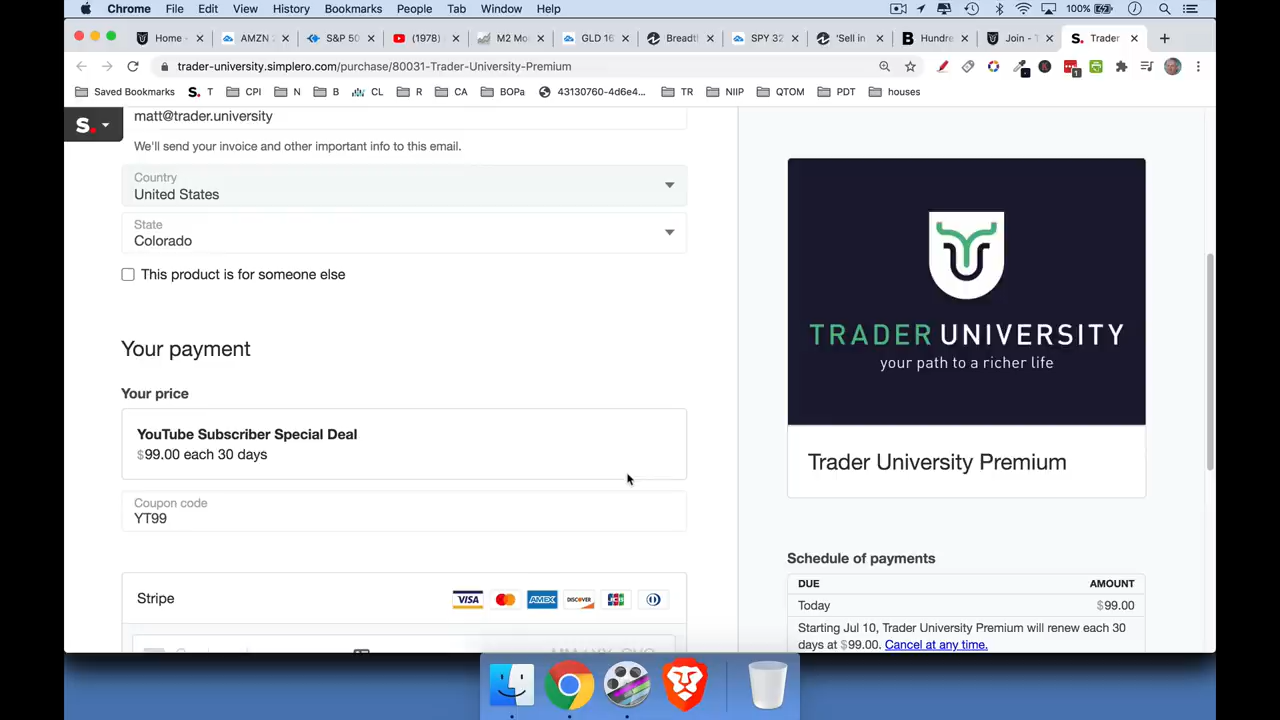 Chrome File Edit View History Bookmarks People Tab Window Help 100%
Home - AMZN 2 S&P 50 (1978) M2 Mo GLD 16 Breadt SPY 32 'Sell in Hundre Join - T Trader
trader-university.simplero.com/purchase/80031-Trader-University-Premium
Saved Bookmarks S. T CPI N B CL R CA BOPa 43130760-4d6e4... TR NIIP QTOM PDT houses
S.
matt@trader.university
We'll send your invoice and other important info to this email.
Country
United States
State
Colorado
This product is for someone else
Your payment
Your price
YouTube Subscriber Special Deal
$99.00 each 30 days
Coupon code
YT99
Stripe VISA AMEX DISCOVER JCB
TRADER UNIVERSITY
your path to a richer life
Trader University Premium
Schedule of payments
DUE AMOUNT
Today $99.00
Starting Jul 10, Trader University Premium will renew each 30
days at $99.00. Cancel at any time.